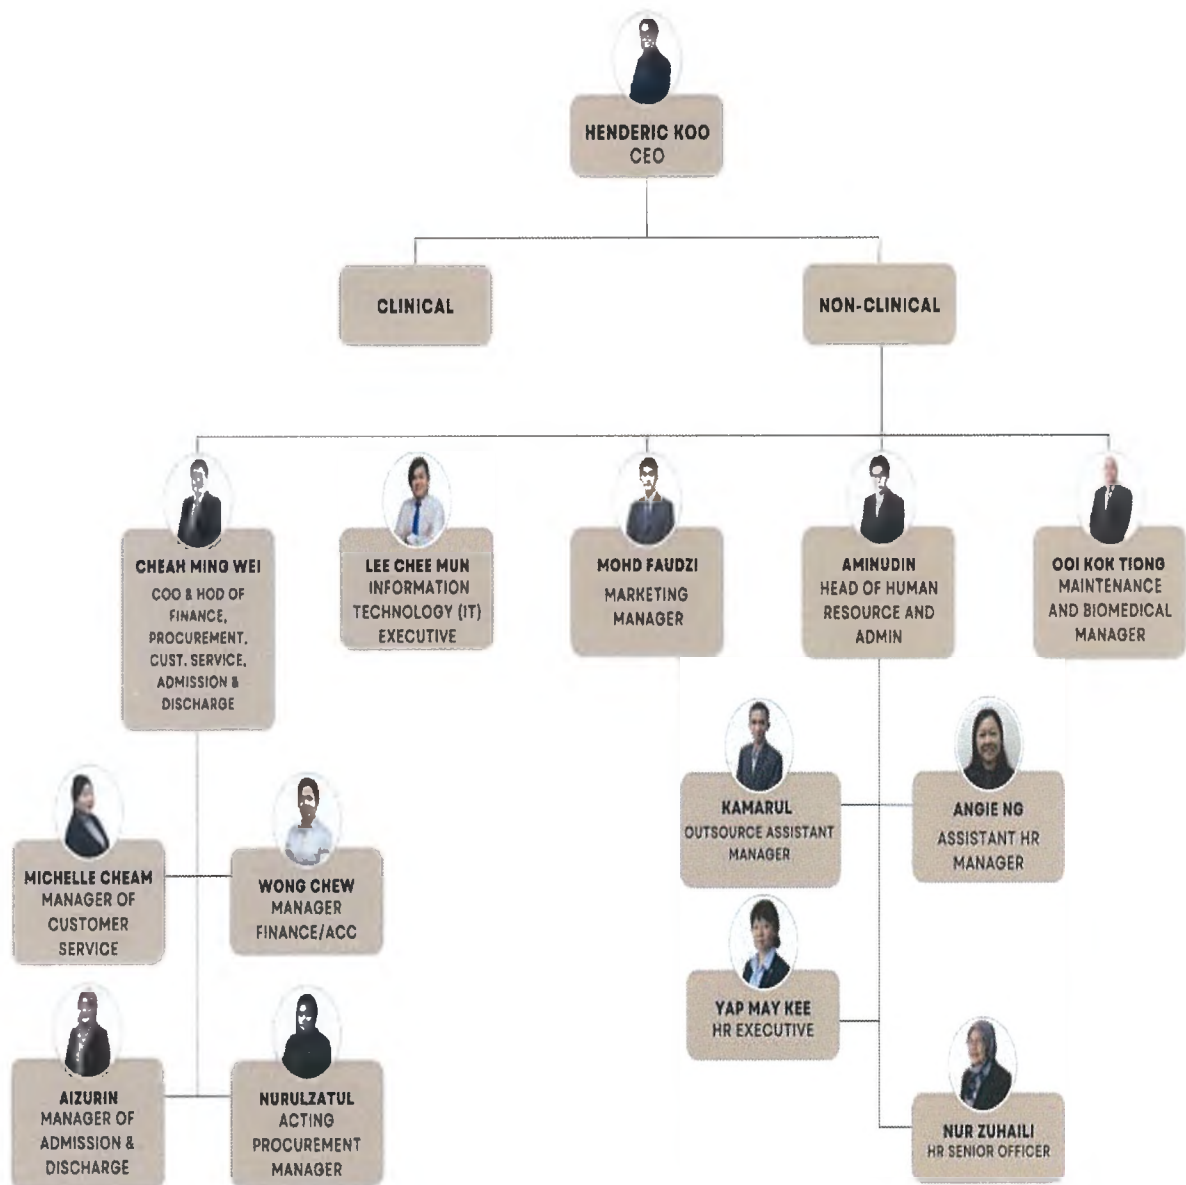 HENDERIC KOO
CEO
CLINICAL
NON-CLINICAL
CHEAH MING WEI
COO & HOD OF
FINANCE,
PROCUREMENT,
CUST. SERVICE,
ADMISSION &
DISCHARGE
LEE CHEE MUN
INFORMATION
TECHNOLOGY (IT)
EXECUTIVE
MOHD FAUDZI
MARKETING
MANAGER
AMINUDIN
HEAD OF HUMAN
RESOURCE AND
ADMIN
OOI KOK TIONG
MAINTENANCE
AND BIOMEDICAL
MANAGER
MICHELLE CHEAM
MANAGER OF
CUSTOMER
SERVICE
WONG CHEW
MANAGER
FINANCE/ACC
KAMARUL
OUTSOURCE ASSISTANT
MANAGER
ANGIE NG
ASSISTANT HR
MANAGER
YAP MAY KEE
HR EXECUTIVE
AIZURIN
MANAGER OF
ADMISSION &
DISCHARGE
NURULZATUL
ACTING
PROCUREMENT
MANAGER
NUR ZUHAILI
HR SENIOR OFFICER